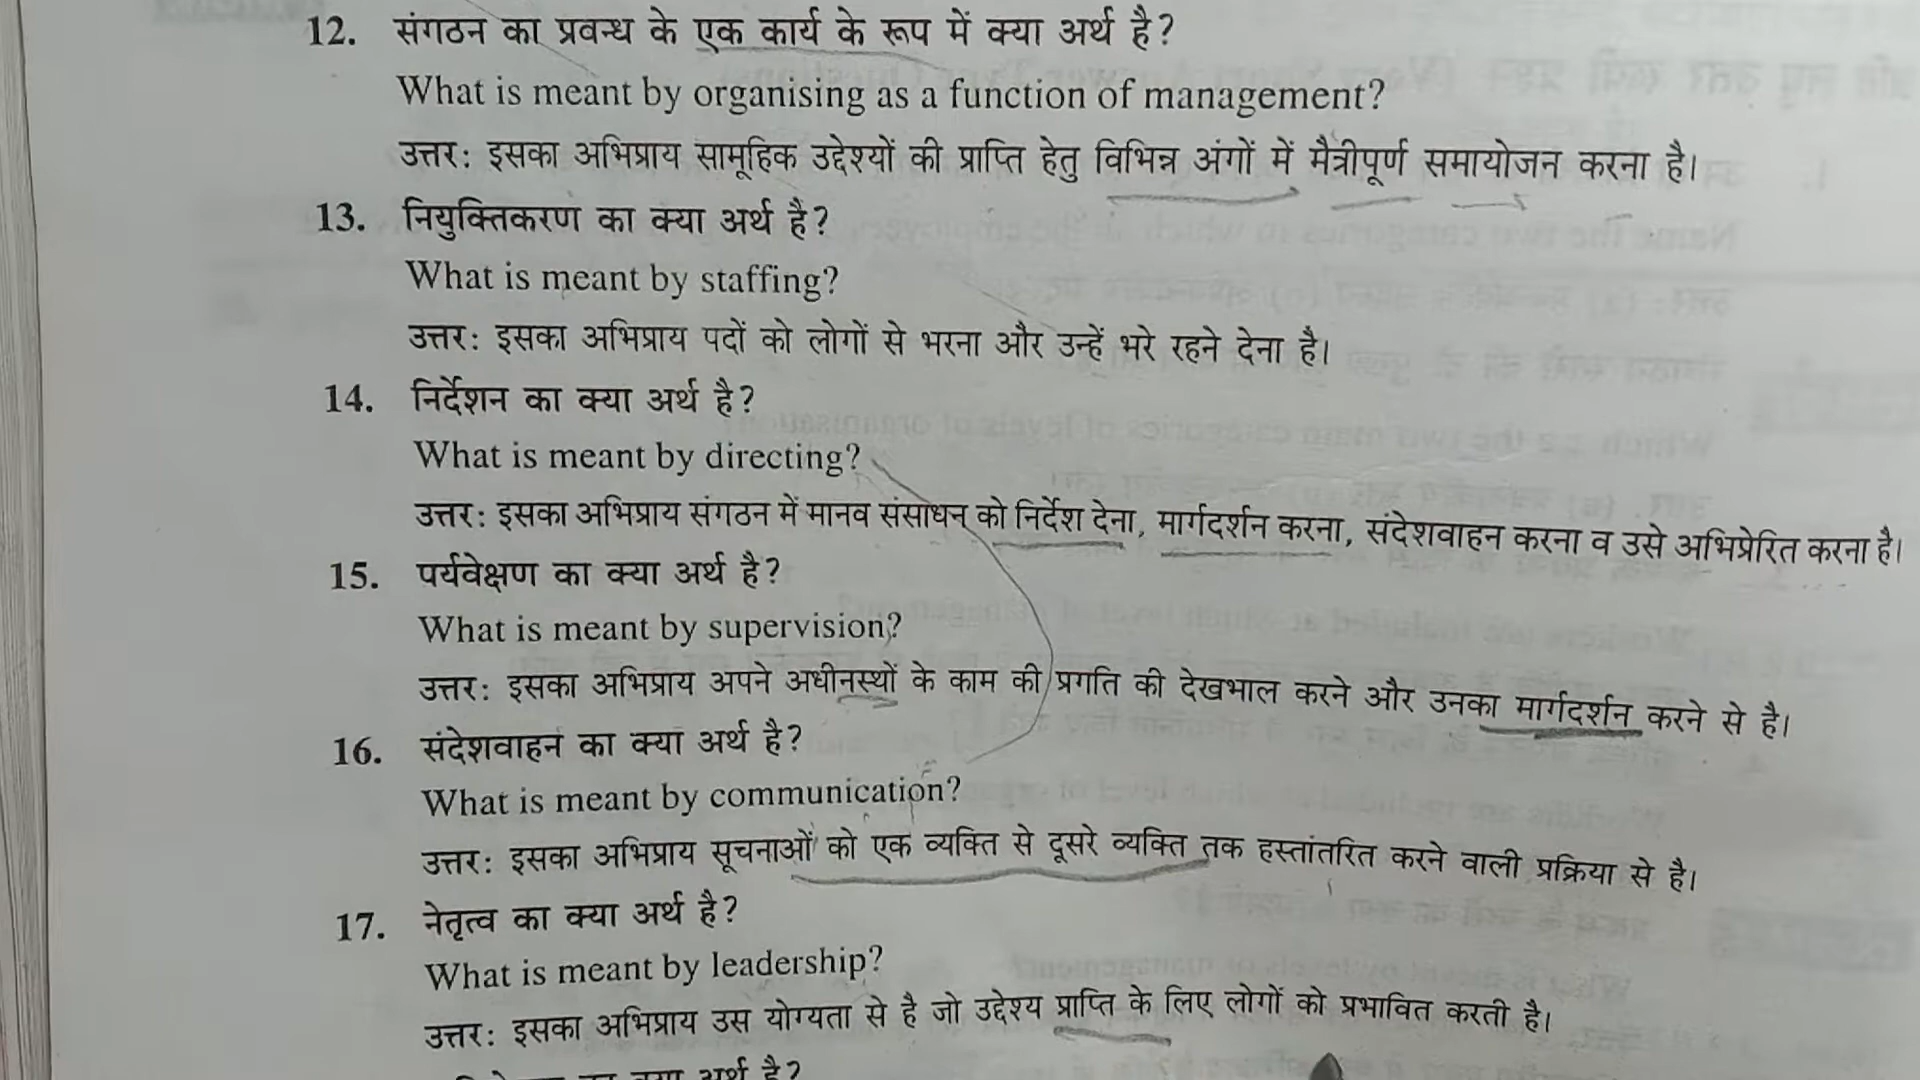 12. संगठन का प्रवन्ध के एक कार्य के रूप में क्या अर्थ है?
What is meant by organising as a function of management?
उत्तर: इसका अभिप्राय सामूहिक उद्देश्यों की प्राप्ति हेतु विभिन्न अंगों में मैत्रीपूर्ण समायोजन करना है।
13. नियुक्तिकरण का क्या अर्थ है?
What is meant by staffing?
उत्तर: इसका अभिप्राय पदों को लोगों से भरना और उन्हें भरे रहने देना है।
14. निर्देशन का क्या अर्थ है?
What is meant by directing?
उत्तर: इसका अभिप्राय संगठन में मानव संसाधन को निर्देश देना, मार्गदर्शन करना, संदेशवाहन करना व उसे अभिप्रेरित करना है।
15. पर्यवेक्षण का क्या अर्थ है?
What is meant by supervision?
उत्तर: इसका अभिप्राय अपने अधीनस्थों के काम की प्रगति की देखभाल करने और उनका मार्गदर्शन करने से है।
16. संदेशवाहन का क्या अर्थ है?
What is meant by communication?
उत्तर: इसका अभिप्राय सूचनाओं को एक व्यक्ति से दूसरे व्यक्ति तक हस्तांतरित करने वाली प्रक्रिया से है।
17. नेतृत्व का क्या अर्थ है?
What is meant by leadership?
उत्तर: इसका अभिप्राय उस योग्यता से है जो उद्देश्य प्राप्ति के लिए लोगों को प्रभावित करती है।
क्या अर्थ है?